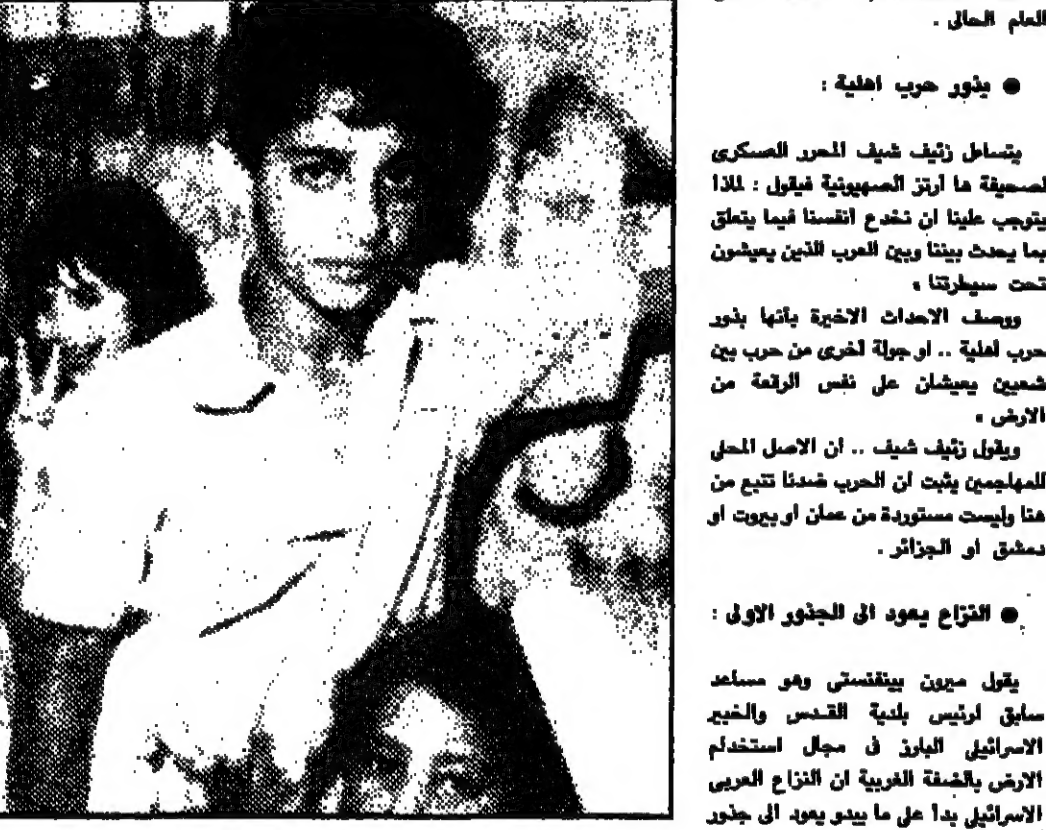 العام الحالى .
● بذور حرب اهلية :
يتساءل زئيف شيف المحرر العسكرى
لصحيفة ها آرتز الصهيونية فيقول : لماذا
يتوجب علينا ان نخدع انفسنا فيما يتعلق
بما يحدث بيننا وبين العرب الذين يعيشون
تحت سيطرتنا »
ووصف الاحداث الاخيرة بأنها بذور
حرب اهلية .. او جولة أخرى من حرب بين
شعبين يعيشان على نفس الرقعة من
الارض »
ويقول زئيف شيف .. أن الاصل المحلى
للمهاجمين يثبت أن الحرب ضدنا تنبع من
هنا وليست مستوردة من عمان او بيروت او
دمشق او الجزائر .
● النزاع يعود الى الجذور الاولى :
يقول ميرون بينقنستى وهو مساعد
سابق لرئيس بلدية القدس والخبير
الاسرائيلى البارز فى مجال استخدام
الارض بالضفة الغربية ان النزاع العربى
الاسرائيلى بدأ على ما يبدو يعود الى جذور